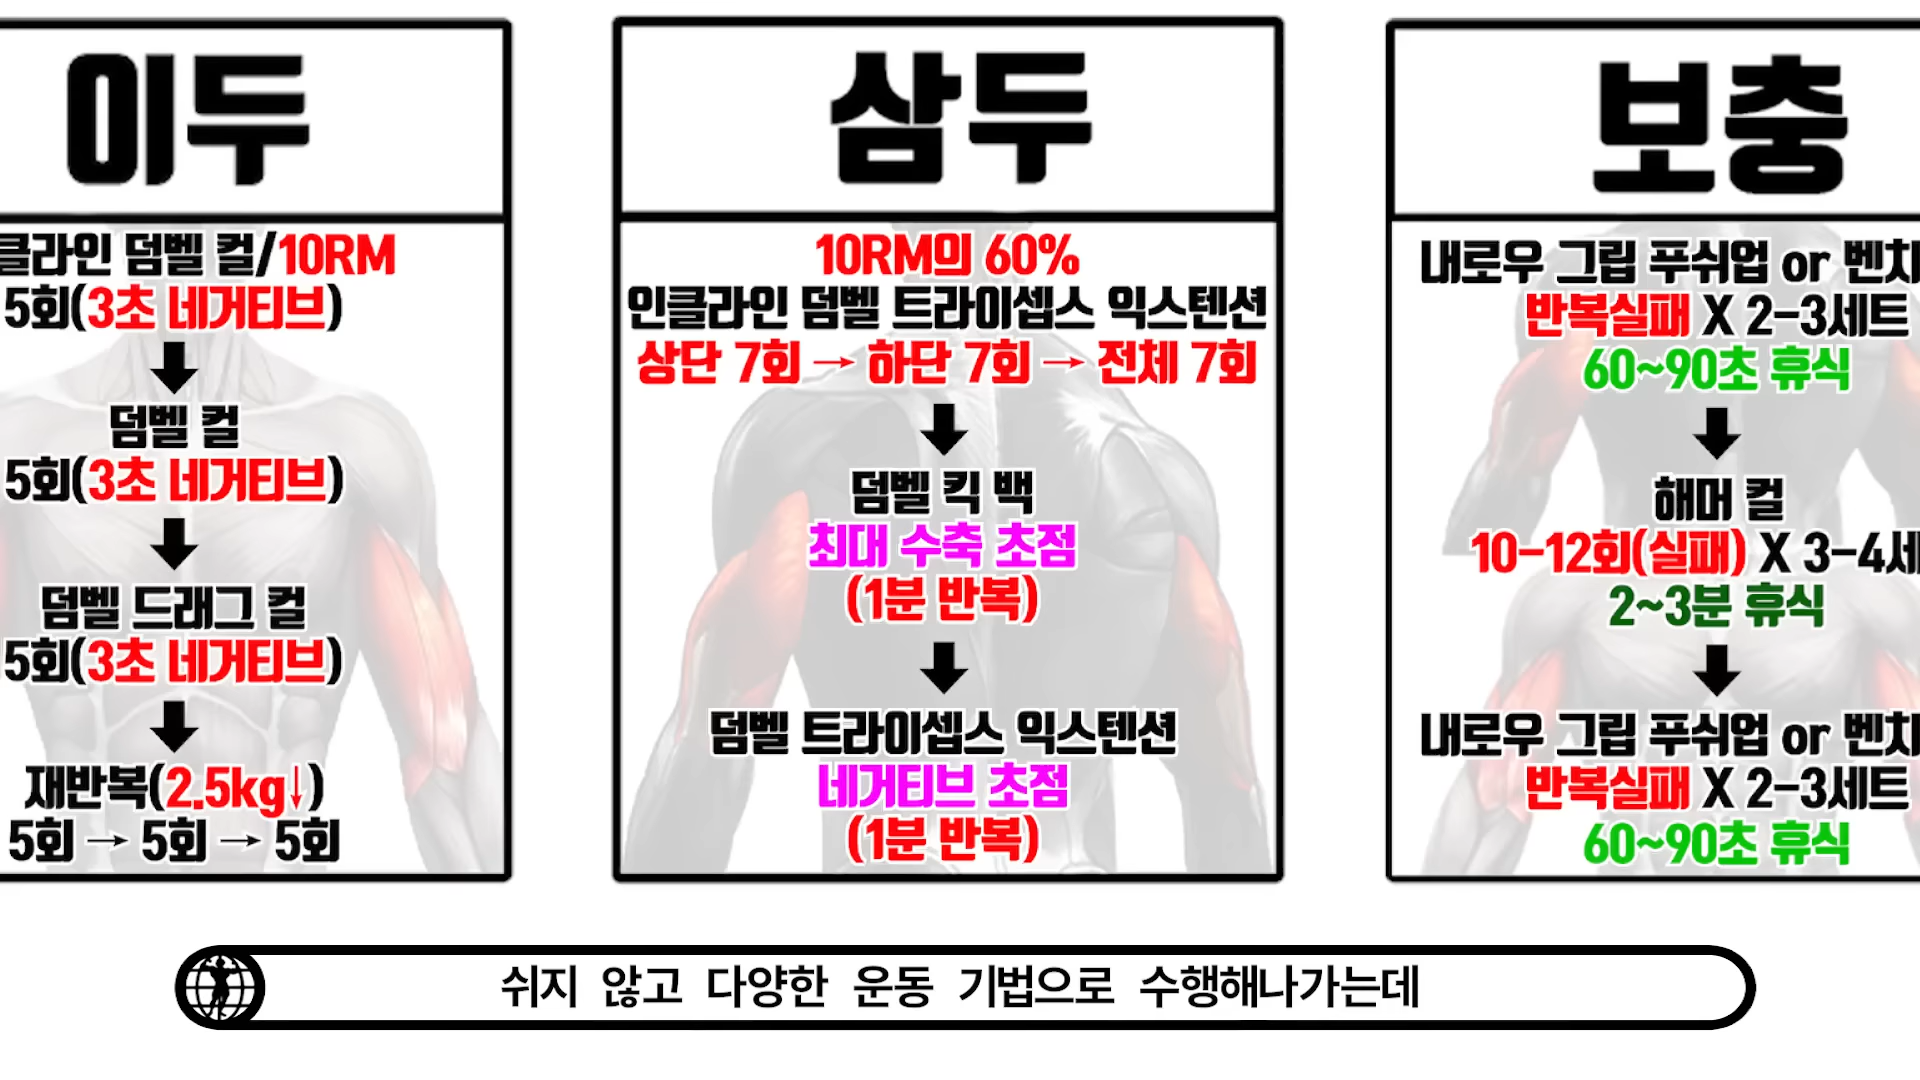 이두
클라인 덤벨 컬/10RM
5회(3초 네거티브)
덤벨 컬
5회(3초 네거티브)
덤벨 드래그 컬
5회(3초 네거티브)
재반복(2.5kg↓)
5회 → 5회 → 5회
삼두
10RM의 60%
인클라인 덤벨 트라이셉스 익스텐션
상단 7회 → 하단 7회 → 전체 7회
덤벨 킥 백
최대 수축 초점
(1분 반복)
덤벨 트라이셉스 익스텐션
네거티브 초점
(1분 반복)
보충
내로우 그립 푸쉬업 or 벤치
반복실패 X 2-3세트
60~90초 휴식
해머 컬
10-12회(실패) X 3-4세
2~3분 휴식
내로우 그립 푸쉬업 or 벤치
반복실패 X 2-3세트
60~90초 휴식
쉬지 않고 다양한 운동 기법으로 수행해나가는데